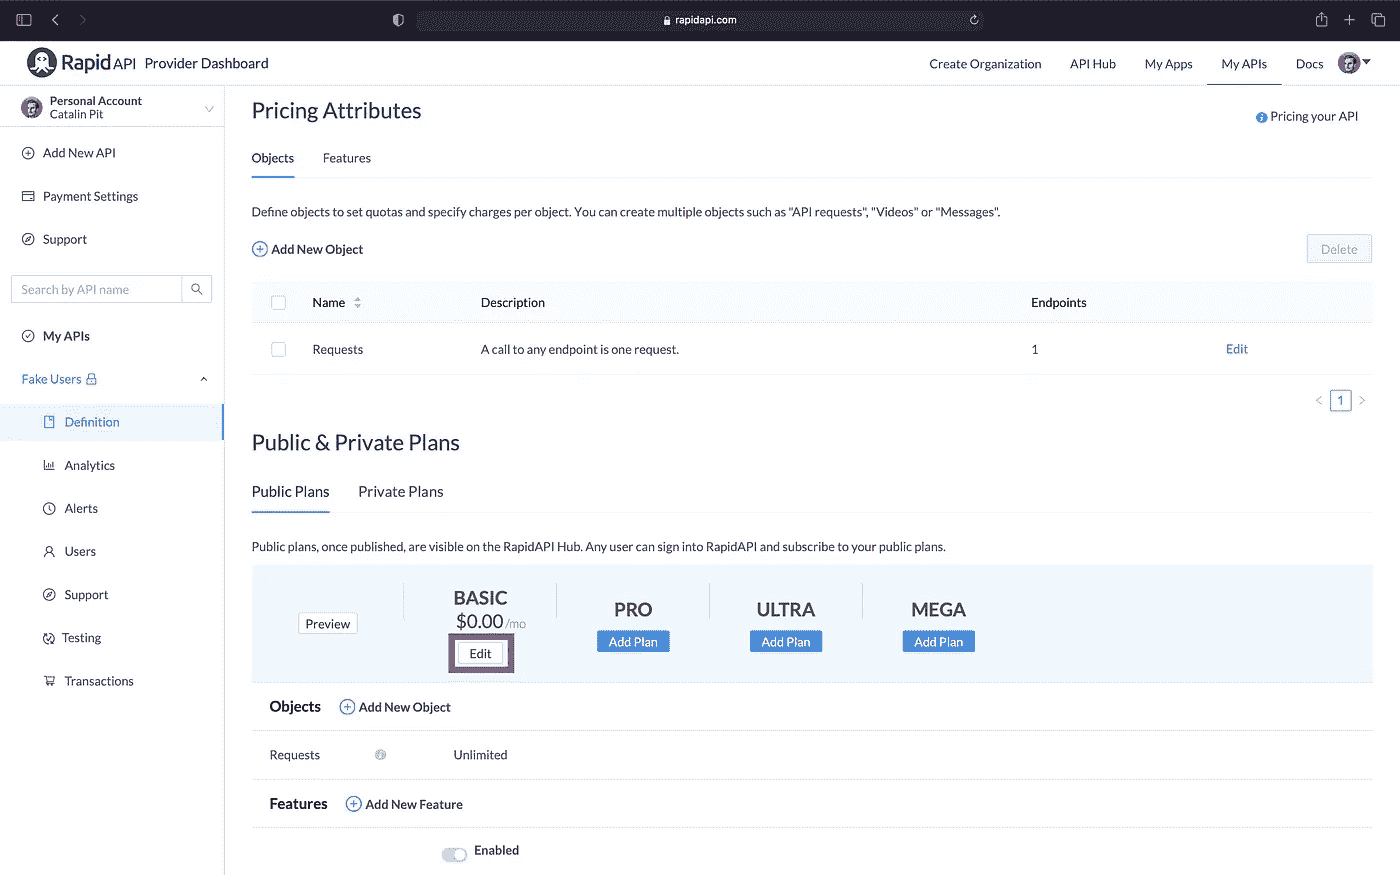 rapidapi.com
RapidAPI Provider Dashboard
Create Organization
API Hub
My Apps
My APIs
Docs
Personal Account
Catalin Pit
Add New API
Payment Settings
Support
Search by API name
My APIs
Fake Users
Definition
Analytics
Alerts
Users
Support
Testing
Transactions
Pricing Attributes
Pricing your API
Objects Features
Define objects to set quotas and specify charges per object. You can create multiple objects such as "API requests", "Videos" or "Messages".
Add New Object
Delete
Name Description Endpoints
Requests A call to any endpoint is one request. 1 Edit
< 1 >
Public & Private Plans
Public Plans Private Plans
Public plans, once published, are visible on the RapidAPI Hub. Any user can sign into RapidAPI and subscribe to your public plans.
Preview
BASIC
$0.00/mo
Edit
PRO
Add Plan
ULTRA
Add Plan
MEGA
Add Plan
Objects Add New Object
Requests Unlimited
Features Add New Feature
Enabled